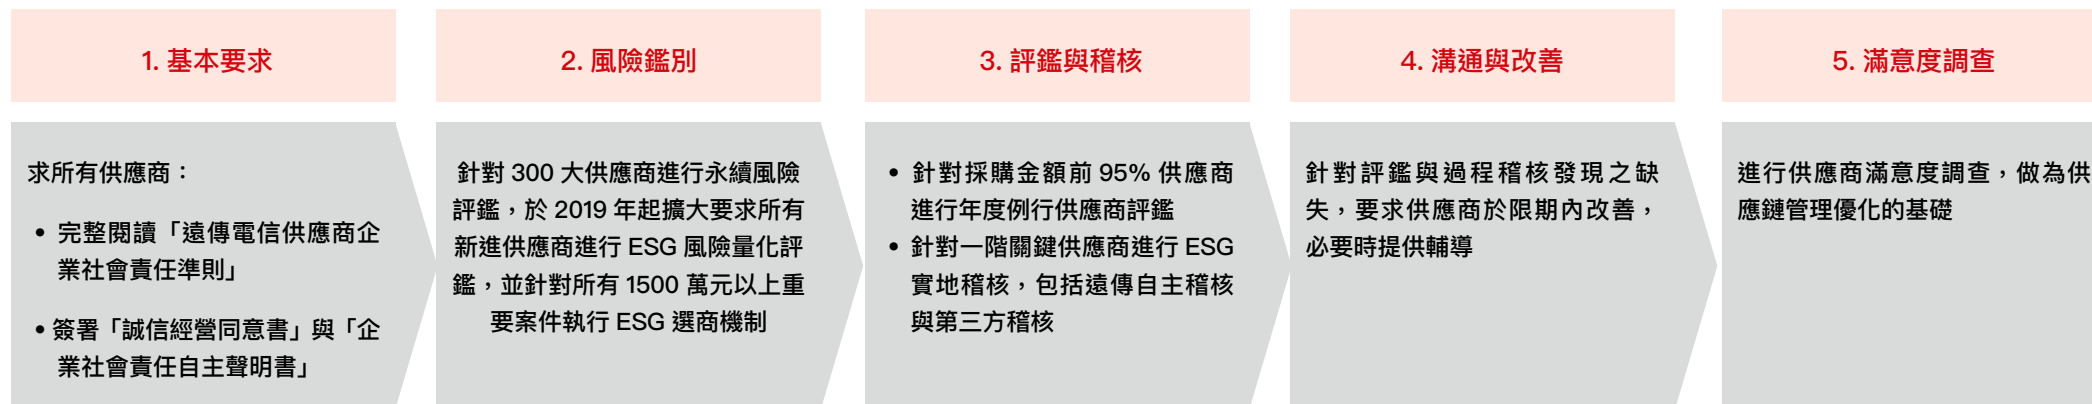 1. 基本要求
求所有供應商：
• 完整閱讀「遠傳電信供應商企
業社會責任準則」
• 簽署「誠信經營同意書」與「企
業社會責任自主聲明書」
2. 風險鑑別
針對 300 大供應商進行永續風險
評鑑，於 2019 年起擴大要求所有
新進供應商進行 ESG 風險量化評
鑑，並針對所有 1500 萬元以上重
要案件執行 ESG 選商機制
3. 評鑑與稽核
• 針對採購金額前 95% 供應商
進行年度例行供應商評鑑
• 針對一階關鍵供應商進行 ESG
實地稽核，包括遠傳自主稽核
與第三方稽核
4. 溝通與改善
針對評鑑與過程稽核發現之缺
失，要求供應商於限期內改善，
必要時提供輔導
5. 滿意度調查
進行供應商滿意度調查，做為供
應鏈管理優化的基礎